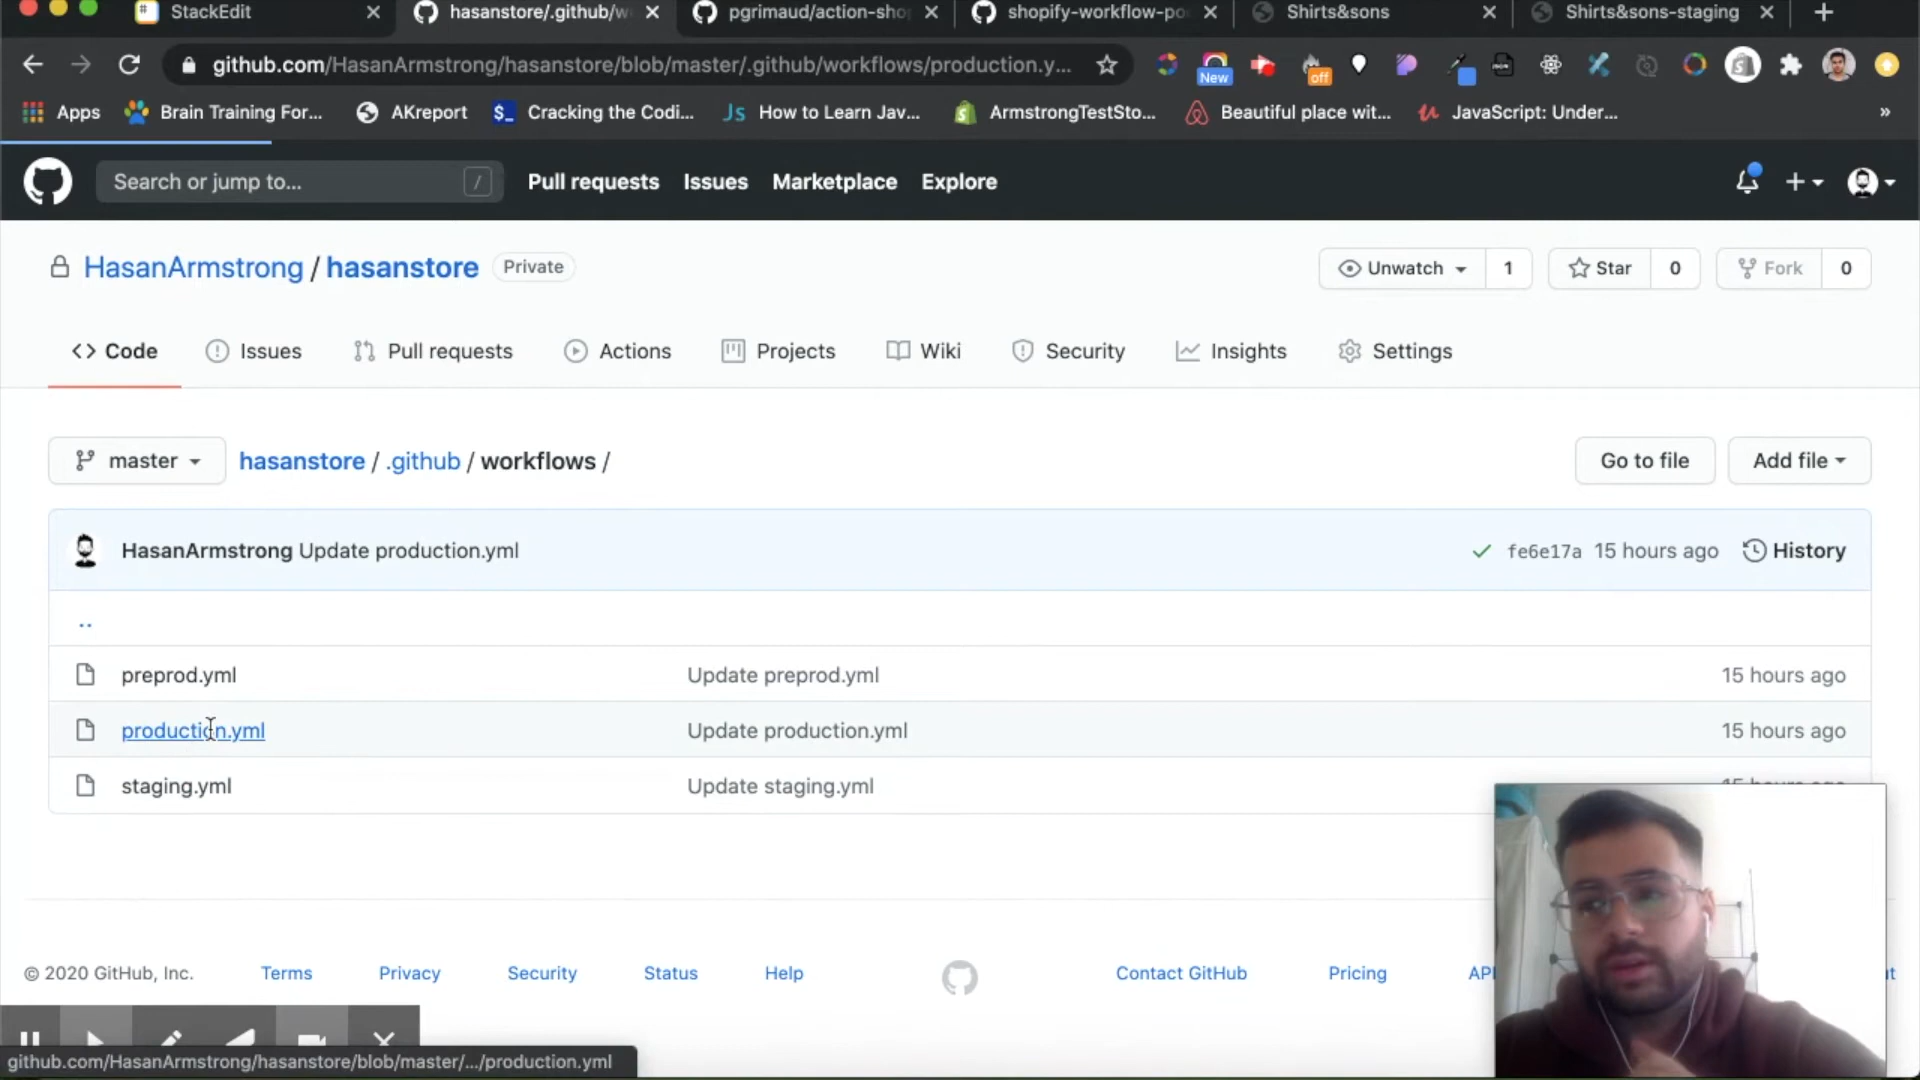 StackEdit
hasanstore/.github/w
pgrimaud/action-sho
shopify-workflow-po
Shirts&sons
Shirts&sons-staging
github.com/HasanArmstrong/hasanstore/blob/master/.github/workflows/production.y...
New
off
Apps
Brain Training For...
AKreport
Cracking the Codi...
How to Learn Jav...
ArmstrongTestSto...
Beautiful place wit...
JavaScript: Under...
»
Search or jump to...
/
Pull requests
Issues
Marketplace
Explore
HasanArmstrong / hasanstore Private
Unwatch 1
Star 0
Fork 0
Code
Issues
Pull requests
Actions
Projects
Wiki
Security
Insights
Settings
master
hasanstore / .github / workflows /
Go to file
Add file
HasanArmstrong Update production.yml
fe6e17a 15 hours ago
History
..
preprod.yml Update preprod.yml 15 hours ago
production.yml Update production.yml 15 hours ago
staging.yml Update staging.yml
© 2020 GitHub, Inc.
Terms
Privacy
Security
Status
Help
Contact GitHub
Pricing
API
github.com/HasanArmstrong/hasanstore/blob/master/.../production.yml